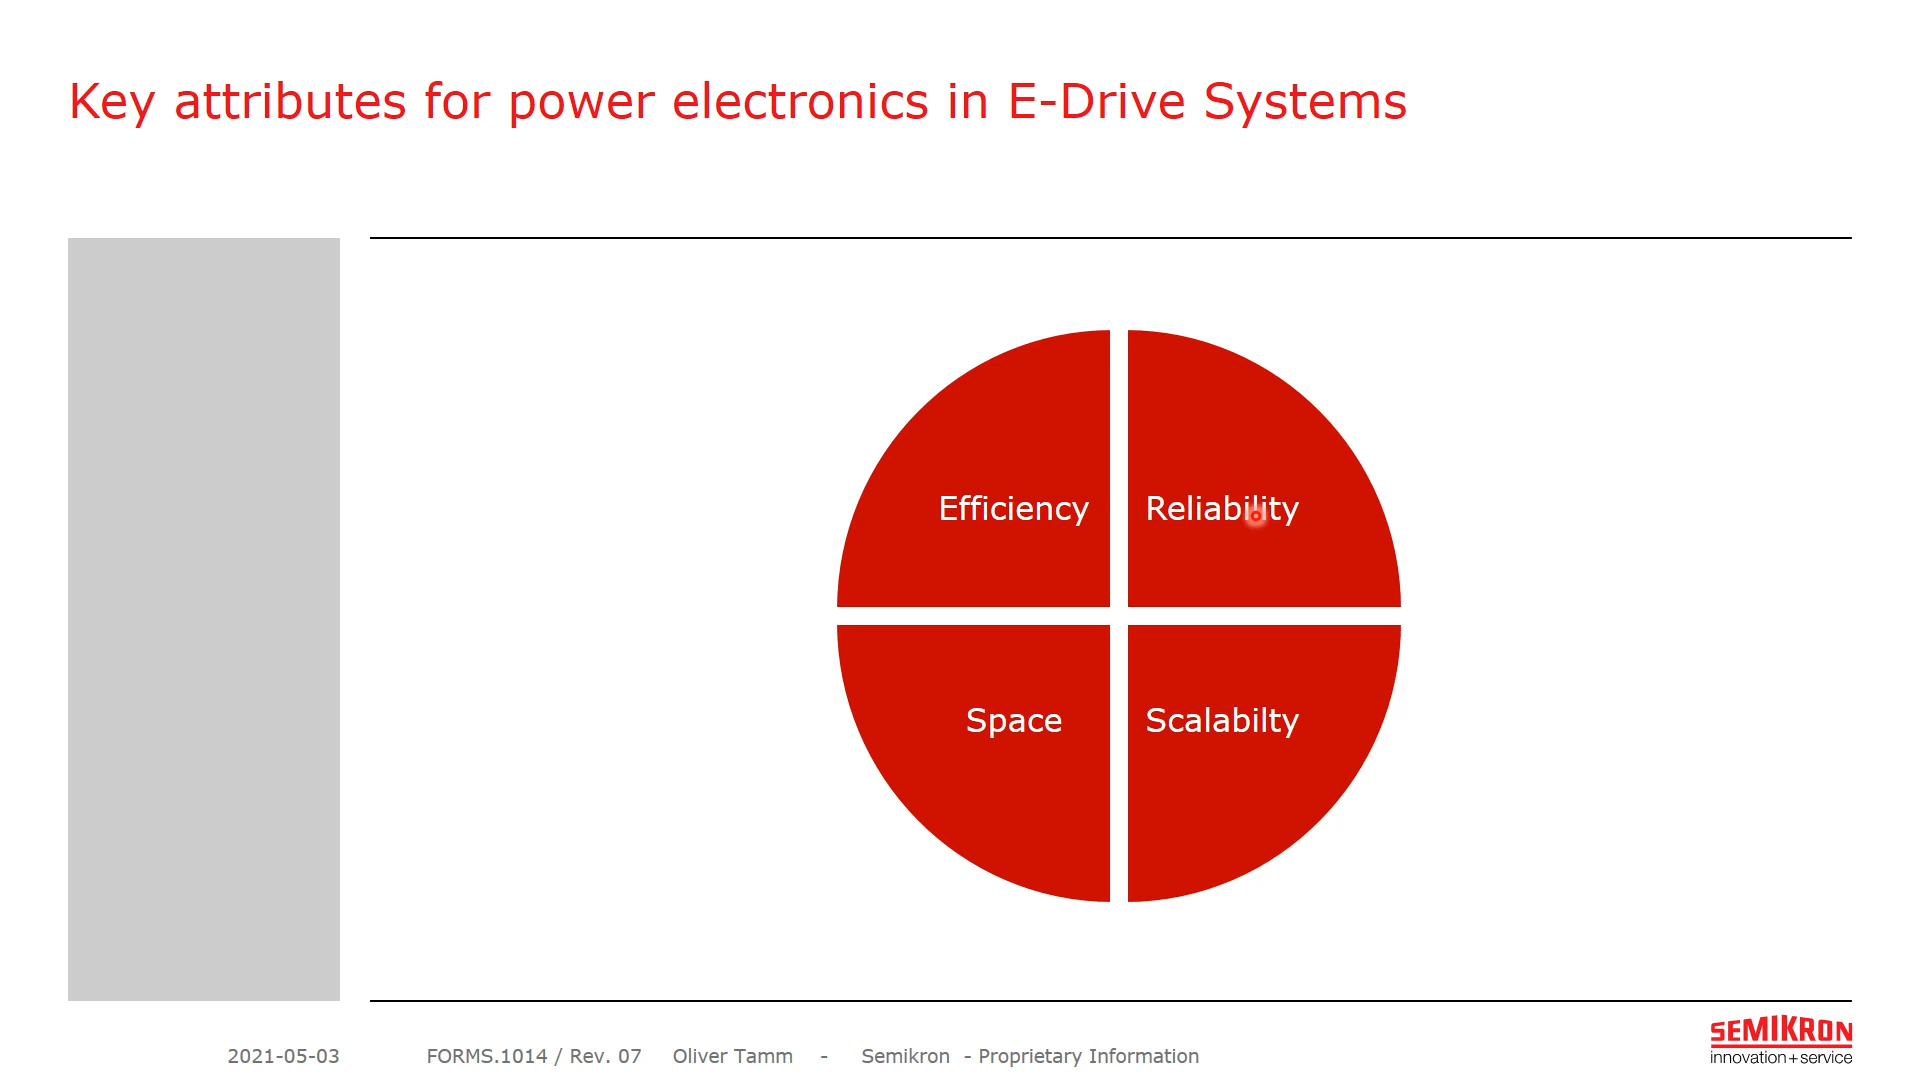 Key attributes for power electronics in E-Drive Systems
Efficiency
Reliability
Space
Scalabilty
2021-05-03
FORMS.1014 / Rev. 07 Oliver Tamm - Semikron - Proprietary Information
SEMIKRON
innovation+service